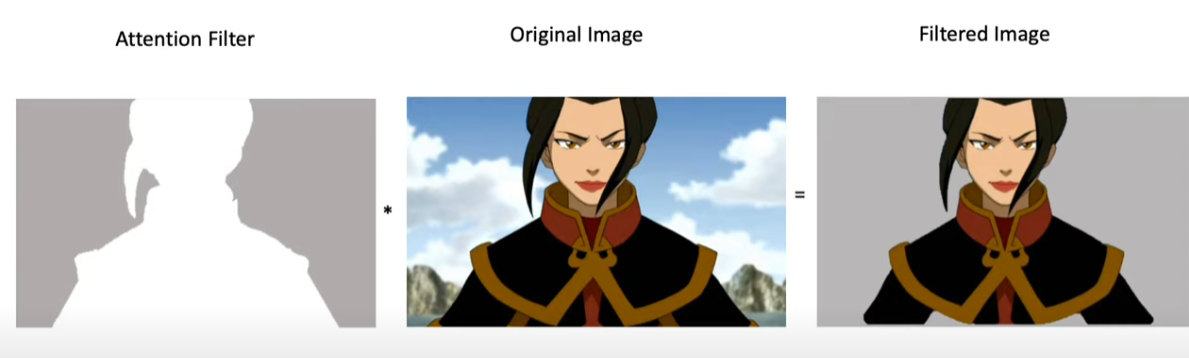 Attention Filter
Original Image
Filtered Image
*
=